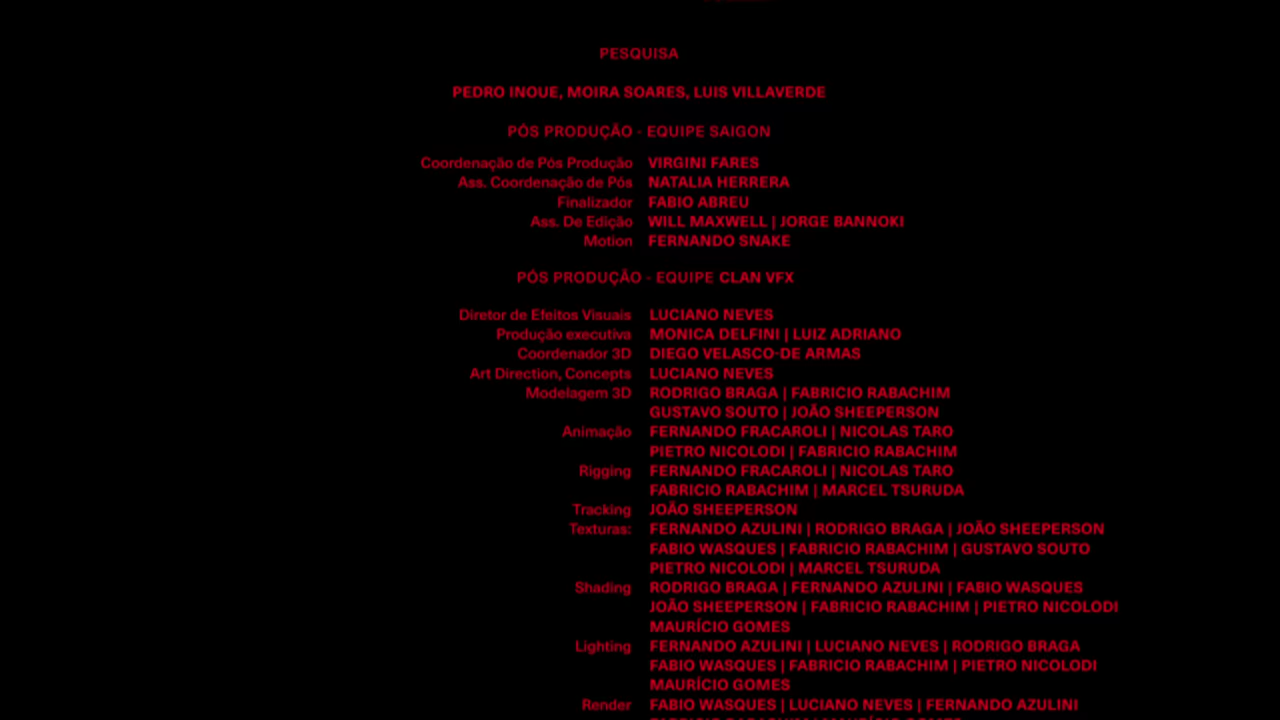 PESQUISA
PEDRO INOUE, MOIRA SOARES, LUIS VILLAVERDE
PÓS PRODUÇÃO - EQUIPE SAIGON
Coordenação de Pós Produção VIRGINI FARES
Ass. Coordenação de Pós NATALIA HERRERA
Finalizador FABIO ABREU
Ass. De Edição WILL MAXWELL | JORGE BANNOKI
Motion FERNANDO SNAKE
PÓS PRODUÇÃO - EQUIPE CLAN VFX
Diretor de Efeitos Visuais LUCIANO NEVES
Produção executiva MONICA DELFINI | LUIZ ADRIANO
Coordenador 3D DIEGO VELASCO-DE ARMAS
Art Direction, Concepts LUCIANO NEVES
Modelagem 3D RODRIGO BRAGA | FABRICIO RABACHIM
GUSTAVO SOUTO | JOÃO SHEEPERSON
Animação FERNANDO FRACAROLI | NICOLAS TARO
PIETRO NICOLODI | FABRICIO RABACHIM
Rigging FERNANDO FRACAROLI | NICOLAS TARO
FABRICIO RABACHIM | MARCEL TSURUDA
Tracking JOÃO SHEEPERSON
Texturas: FERNANDO AZULINI | RODRIGO BRAGA | JOÃO SHEEPERSON
FABIO WASQUES | FABRICIO RABACHIM | GUSTAVO SOUTO
PIETRO NICOLODI | MARCEL TSURUDA
Shading RODRIGO BRAGA | FERNANDO AZULINI | FABIO WASQUES
JOÃO SHEEPERSON | FABRICIO RABACHIM | PIETRO NICOLODI
MAURÍCIO GOMES
Lighting FERNANDO AZULINI | LUCIANO NEVES | RODRIGO BRAGA
FABIO WASQUES | FABRICIO RABACHIM | PIETRO NICOLODI
MAURÍCIO GOMES
Render FABIO WASQUES | LUCIANO NEVES | FERNANDO AZULINI